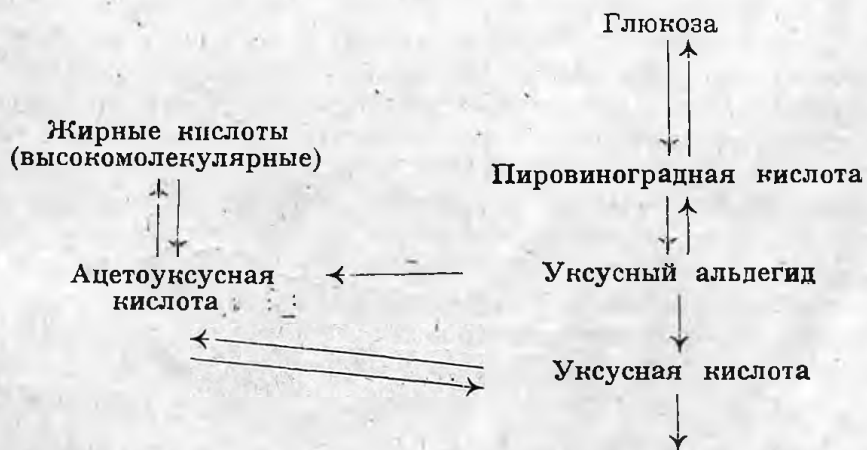 Глюкоза
Жирные кислоты
(высокомолекулярные)
Пировиноградная кислота
Ацетоуксусная
кислота
Уксусный альдегид
Уксусная кислота